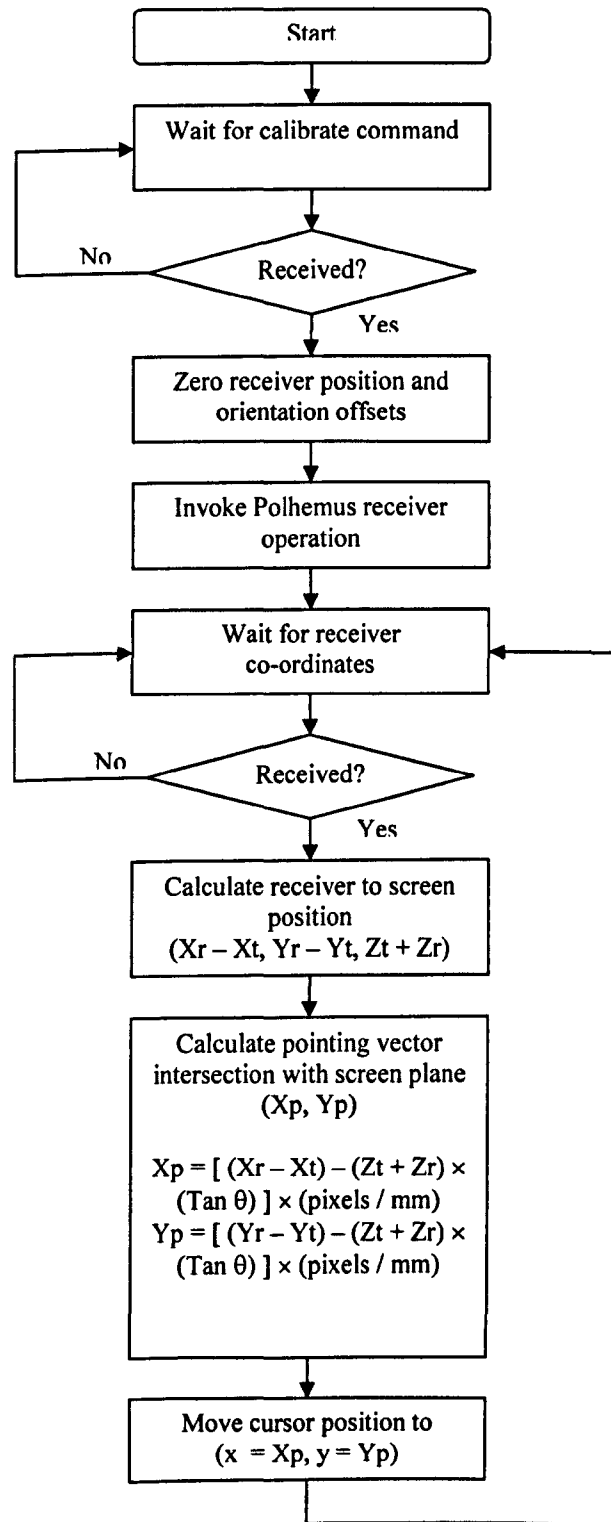 Start
Wait for calibrate command
No
Received?
Yes
Zero receiver position and
orientation offsets
Invoke Polhemus receiver
operation
Wait for receiver
co-ordinates
No
Received?
Yes
Calculate receiver to screen
position
(Xr – Xt, Yr – Yt, Zt + Zr)
Calculate pointing vector
intersection with screen plane
(Xp, Yp)
Xp = [ (Xr – Xt) – (Zt + Zr) ×
(Tan θ) ] × (pixels / mm)
Yp = [ (Yr – Yt) – (Zt + Zr) ×
(Tan θ) ] × (pixels / mm)
Move cursor position to
(x = Xp, y = Yp)